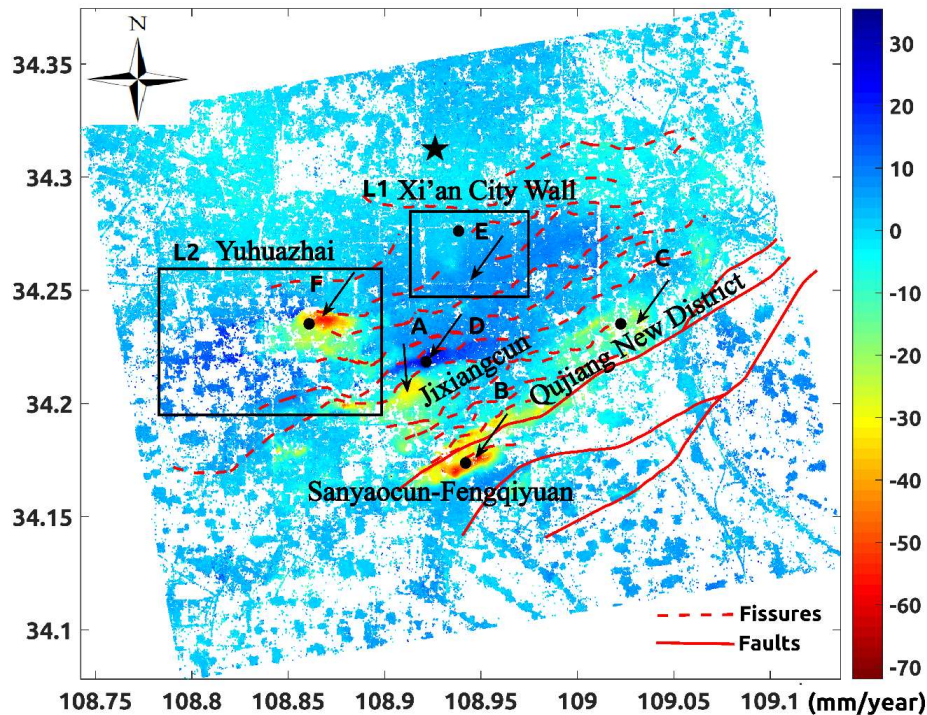 N
34.35
34.3
34.25
34.2
34.15
34.1
L1 Xi'an City Wall
E
L2 Yuhuazhai
F
C
A
D
B
Jixiangcun
Qujiang New District
Sanyaocun-Fengqiyuan
Fissures
Faults
108.75
108.8
108.85
108.9
108.95
109
109.05
109.1
(mm/year)
30
20
10
0
-10
-20
-30
-40
-50
-60
-70